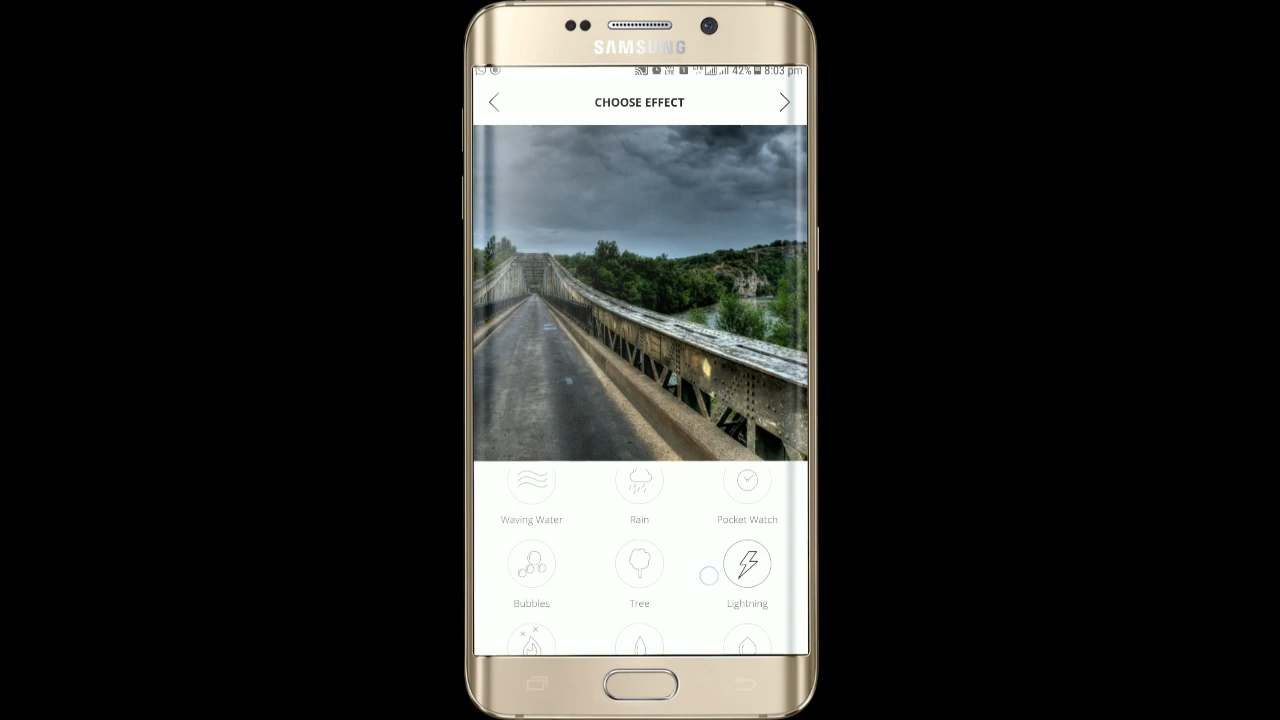 SAMSUNG
42% 8:03 pm
CHOOSE EFFECT
Waving Water Rain Pocket Watch
Bubbles Tree Lightning